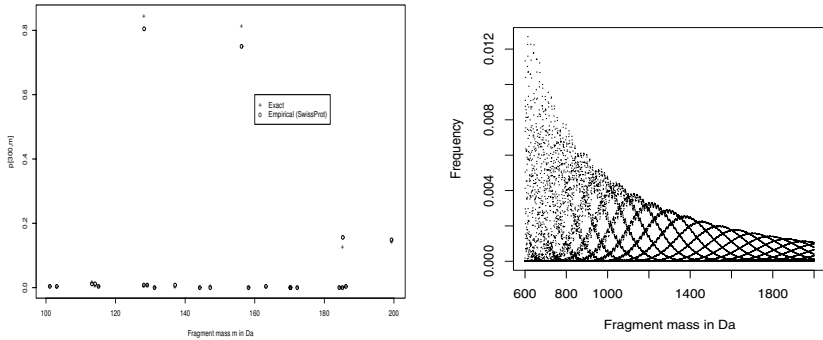 0.8
0.6
0.4
0.2
0.0
p[300,m]
+ Exact
o Empirical (SwissProt)
100 120 140 160 180 200
Fragment mass m in Da
0.012
0.008
0.004
0.000
Frequency
600 800 1000 1400 1800
Fragment mass in Da